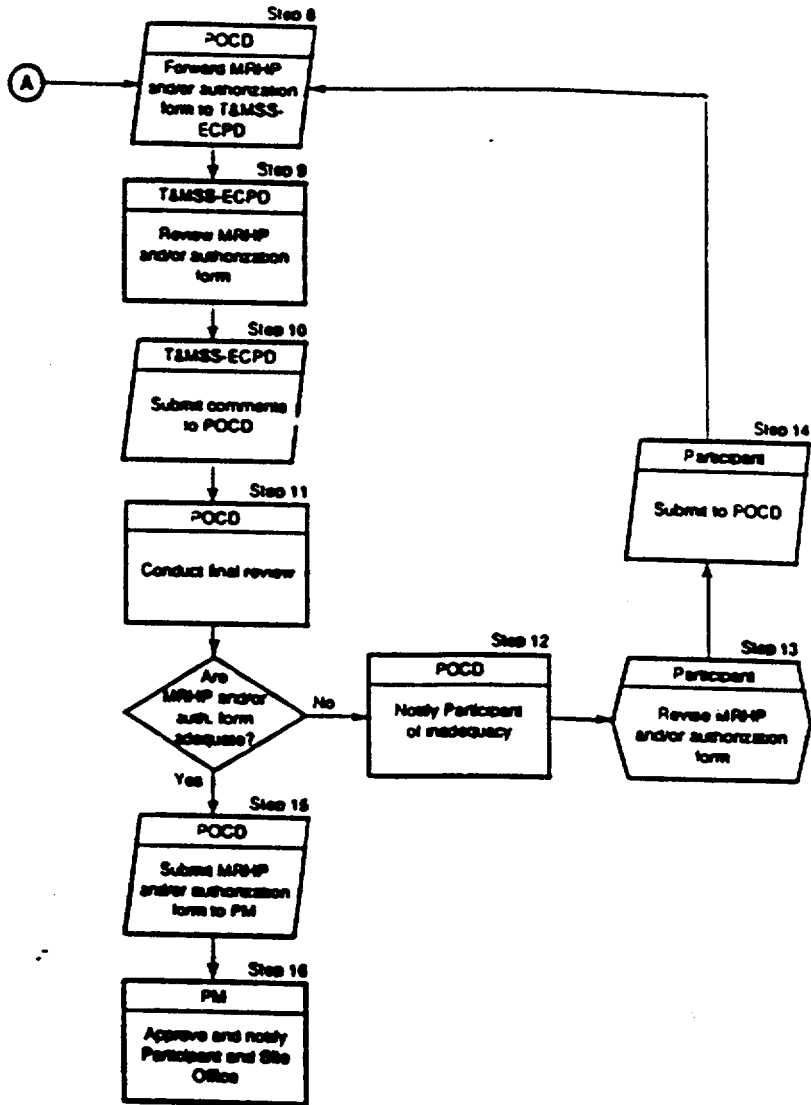 Step 8
POCD
Forward MRHP
and/or authorization
form to T&MSS-
ECPD
A
Step 9
T&MSS-ECPD
Review MRHP
and/or authorization
form
Step 10
T&MSS-ECPD
Submit comments
to POCD
Step 11
POCD
Conduct final review
Are
MRHP and/or
auth. form
adequate?
No
Yes
Step 12
POCD
Notify Participant
of inadequacy
Step 13
Participant
Revise MRHP
and/or authorization
form
Step 14
Participant
Submit to POCD
Step 15
POCD
Submit MRHP
and/or authorization
form to PM
Step 16
PM
Approve and notify
Participant and Site
Office